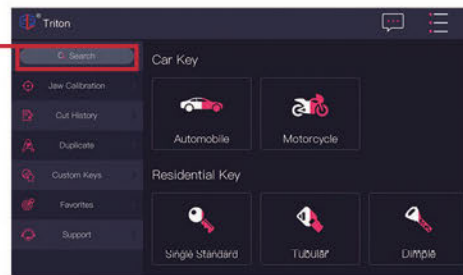 Triton
Search
Jaw Calibration
Cut History
Duplicate
Custom Keys
Favorites
Support
Car Key
Automobile
Motorcycle
Residential Key
Single Standard
Tubular
Dimple